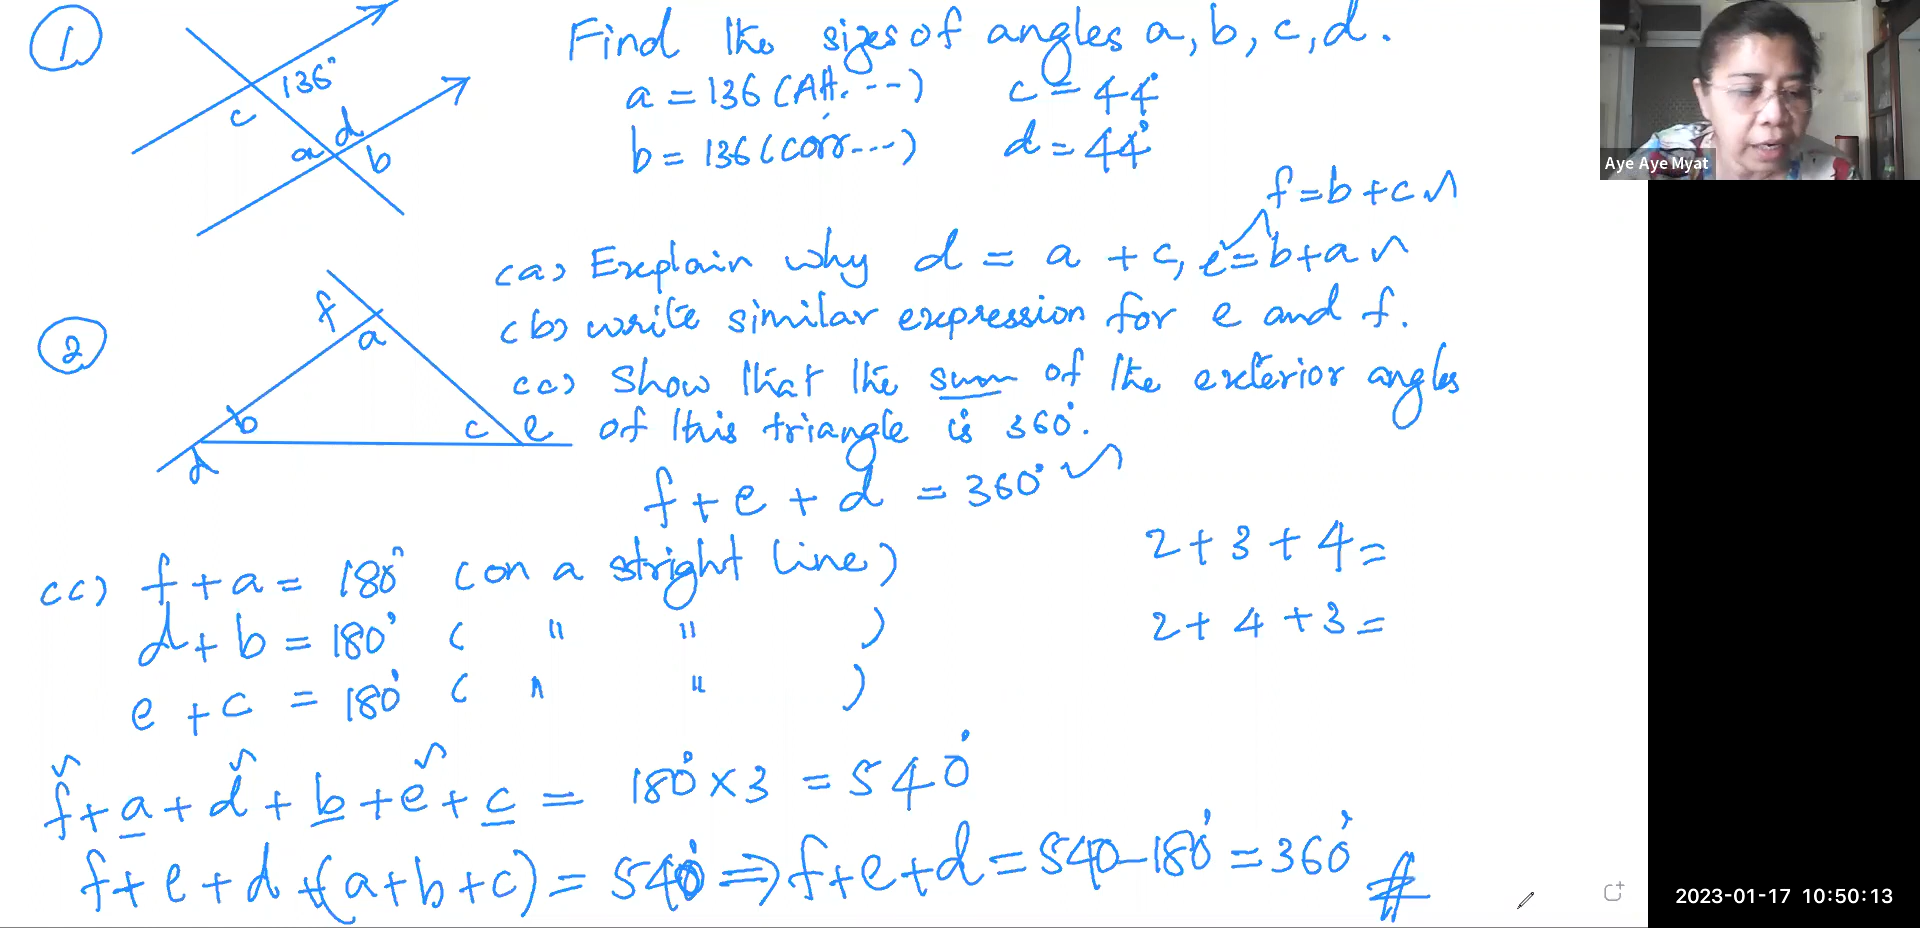 1
136°
c
a
d
b
Find the sizes of angles a, b, c, d.
a = 136 (Alt. ---) c = 44°
b = 136 (corr---) d = 44°
Aye Aye Myat
f = b + c
(a) Explain why d = a + c, e = b + a
(b) write similar expression for e and f.
(c) Show that the sum of the exterior angles
of this triangle is 360°.
2
f
a
b
c
e
d
f + e + d = 360°
2 + 3 + 4 =
2 + 4 + 3 =
(c) f + a = 180° (on a stright line)
d + b = 180° ( " " )
e + c = 180° ( " " )
f + a + d + b + e + c = 180° × 3 = 540°
f + e + d + (a + b + c) = 540° ⇒ f + e + d = 540 - 180° = 360° #
2023-01-17 10:50:13